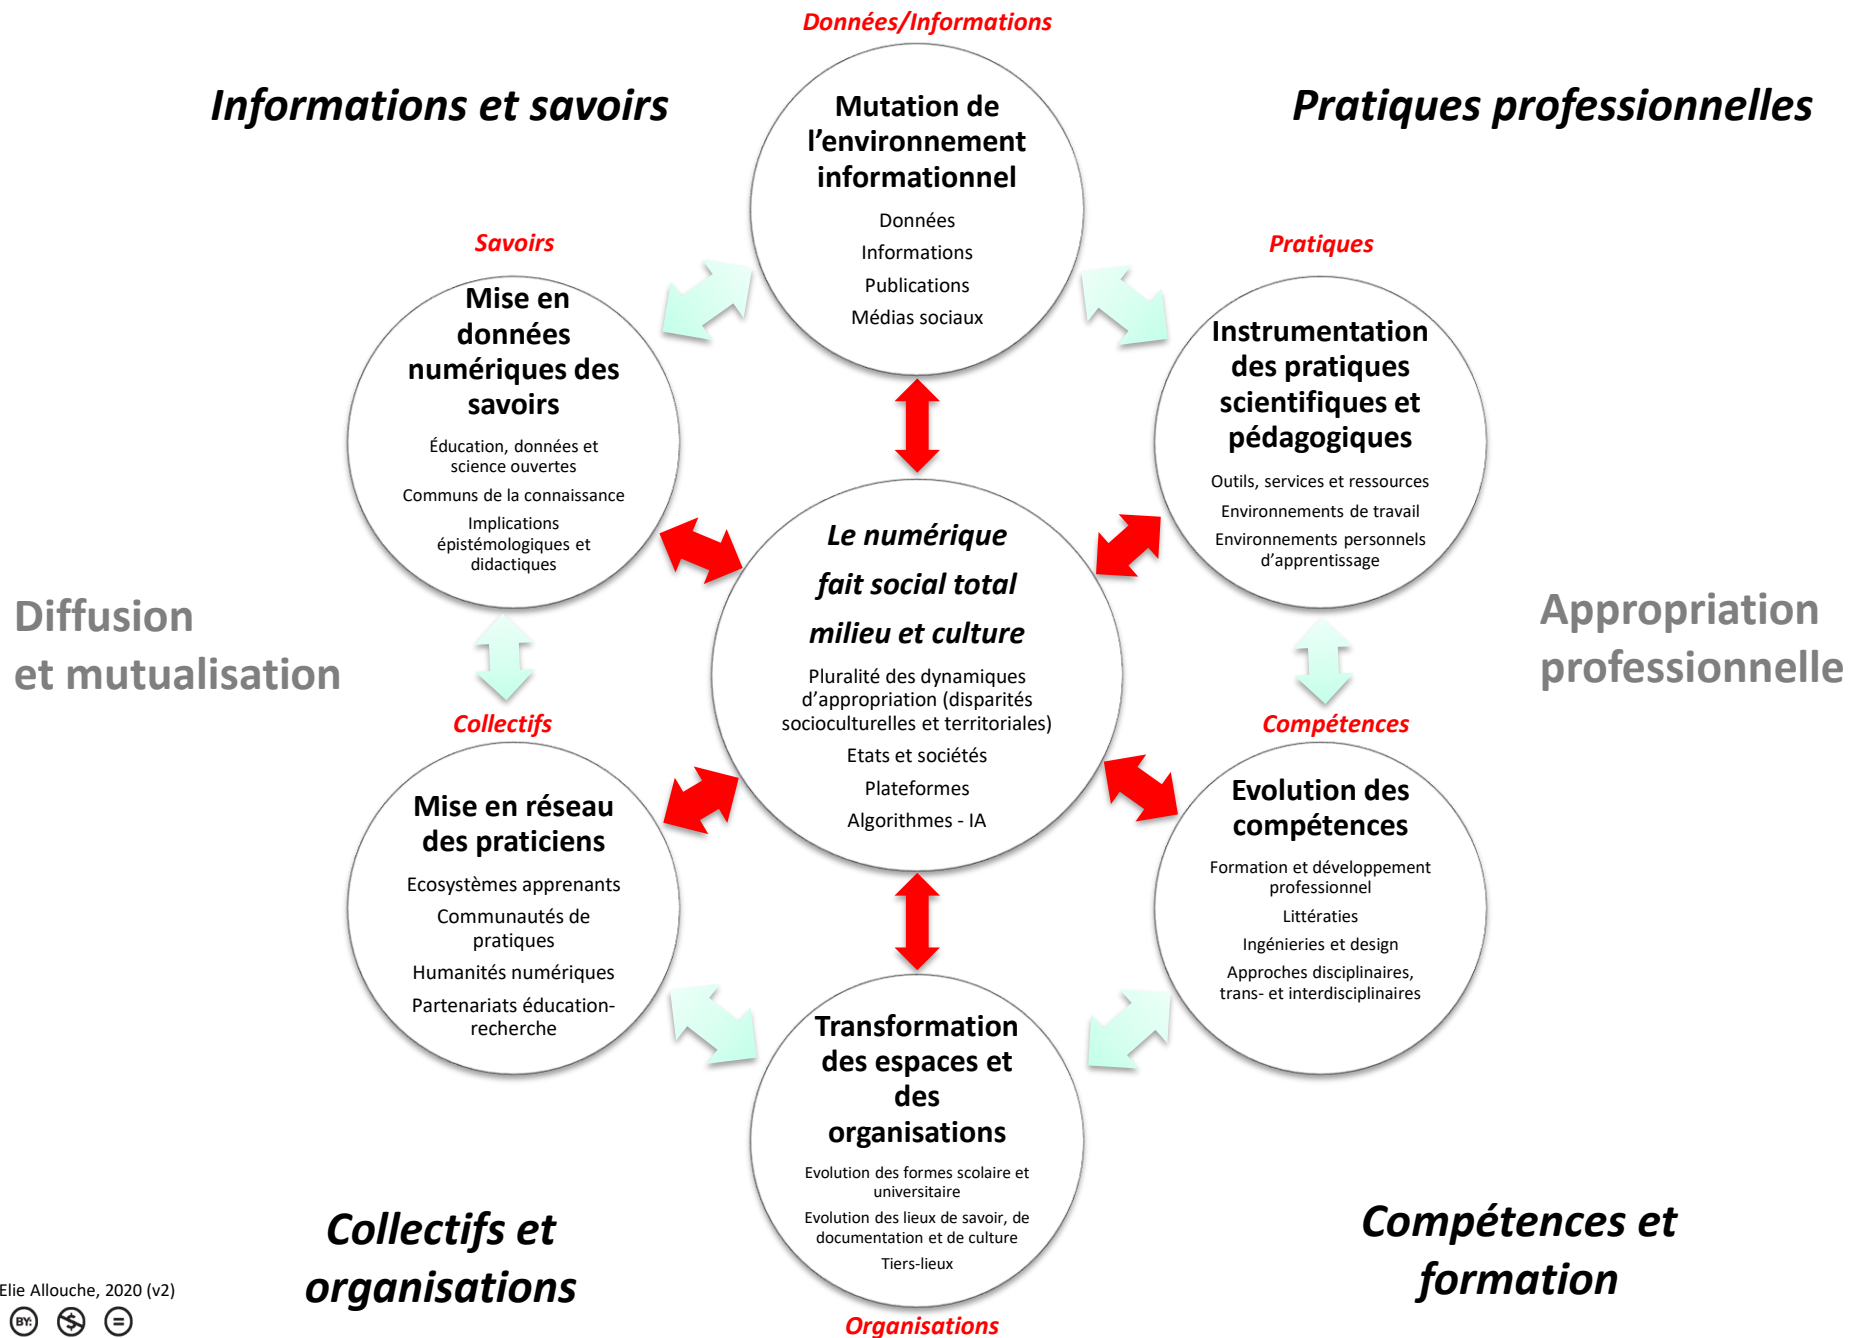 Données/Informations
Informations et savoirs
Pratiques professionnelles
Mutation de
l’environnement
informationnel
Données
Informations
Publications
Médias sociaux
Savoirs
Mise en
données
numériques des
savoirs
Éducation, données et
science ouvertes
Communs de la connaissance
Implications
épistémologiques et
didactiques
Pratiques
Instrumentation
des pratiques
scientifiques et
pédagogiques
Outils, services et ressources
Environnements de travail
Environnements personnels
d’apprentissage
Le numérique
fait social total
milieu et culture
Pluralité des dynamiques
d’appropriation (disparités
socioculturelles et territoriales)
Etats et sociétés
Plateformes
Algorithmes - IA
Diffusion
et mutualisation
Appropriation
professionnelle
Collectifs
Mise en réseau
des praticiens
Ecosystèmes apprenants
Communautés de
pratiques
Humanités numériques
Partenariats éducation-
recherche
Compétences
Evolution des
compétences
Formation et développement
professionnel
Littératies
Ingénieries et design
Approches disciplinaires,
trans- et interdisciplinaires
Transformation
des espaces et
des
organisations
Evolution des formes scolaire et
universitaire
Evolution des lieux de savoir, de
documentation et de culture
Tiers-lieux
Organisations
Collectifs et
organisations
Compétences et
formation
Elie Allouche, 2020 (v2)
BY: